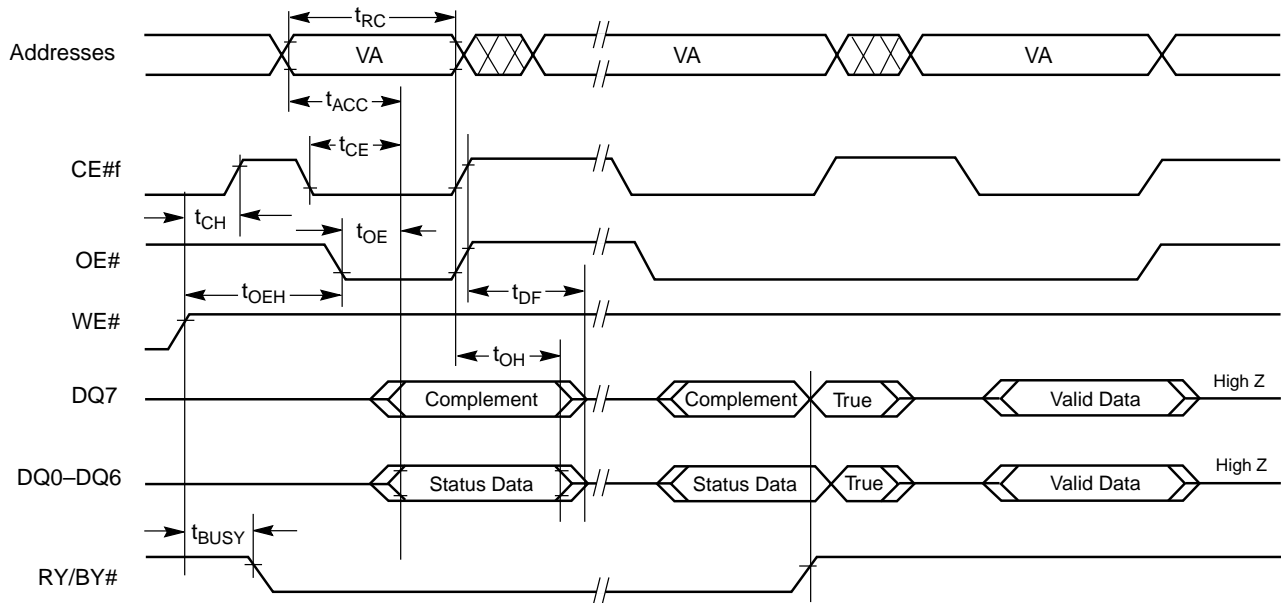 tRC
Addresses VA VA VA
tACC
tCE
CE#f
tCH tOE
OE#
tOEH tDF
WE#
tOH
DQ7 Complement Complement True Valid Data High Z
DQ0–DQ6 Status Data Status Data True Valid Data High Z
tBUSY
RY/BY#